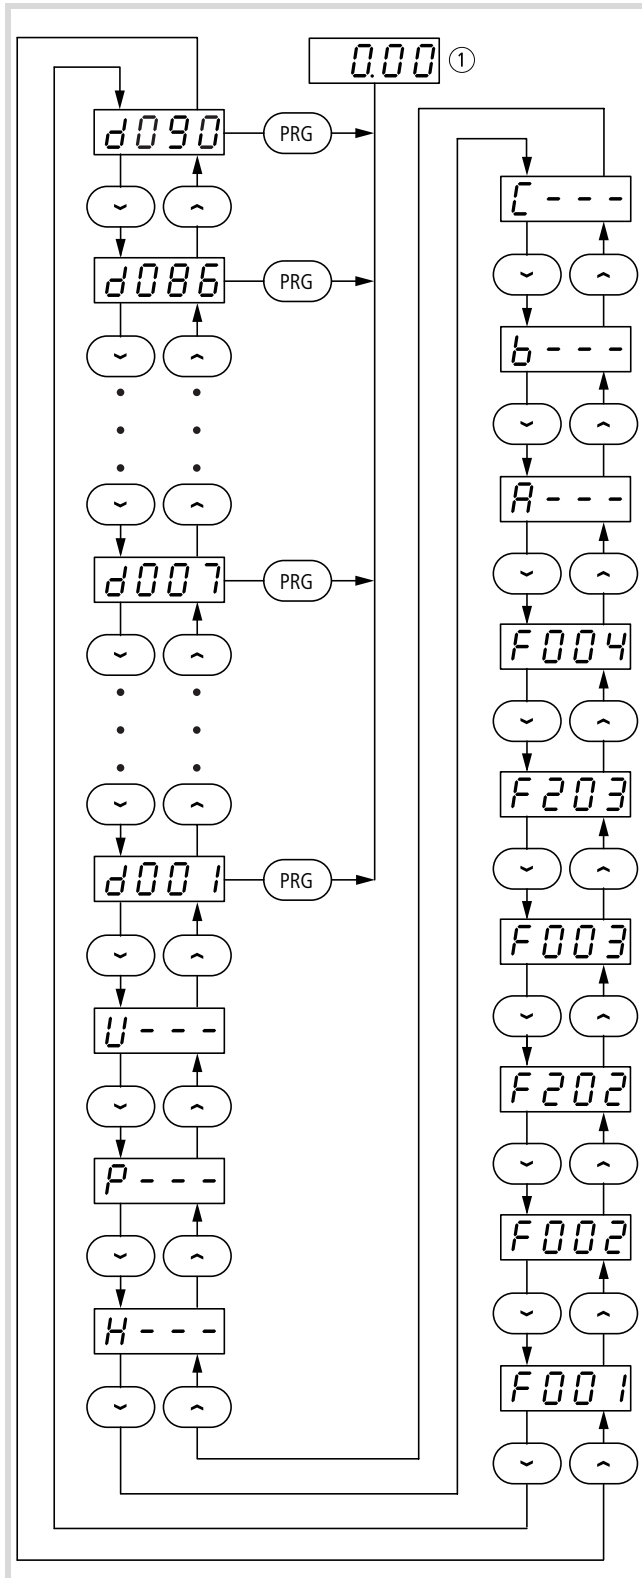 0.00 ①
d090 PRG
d086 PRG
d007 PRG
d001 PRG
U---
P---
H---
C---
b---
A---
F004
F203
F003
F202
F002
F001